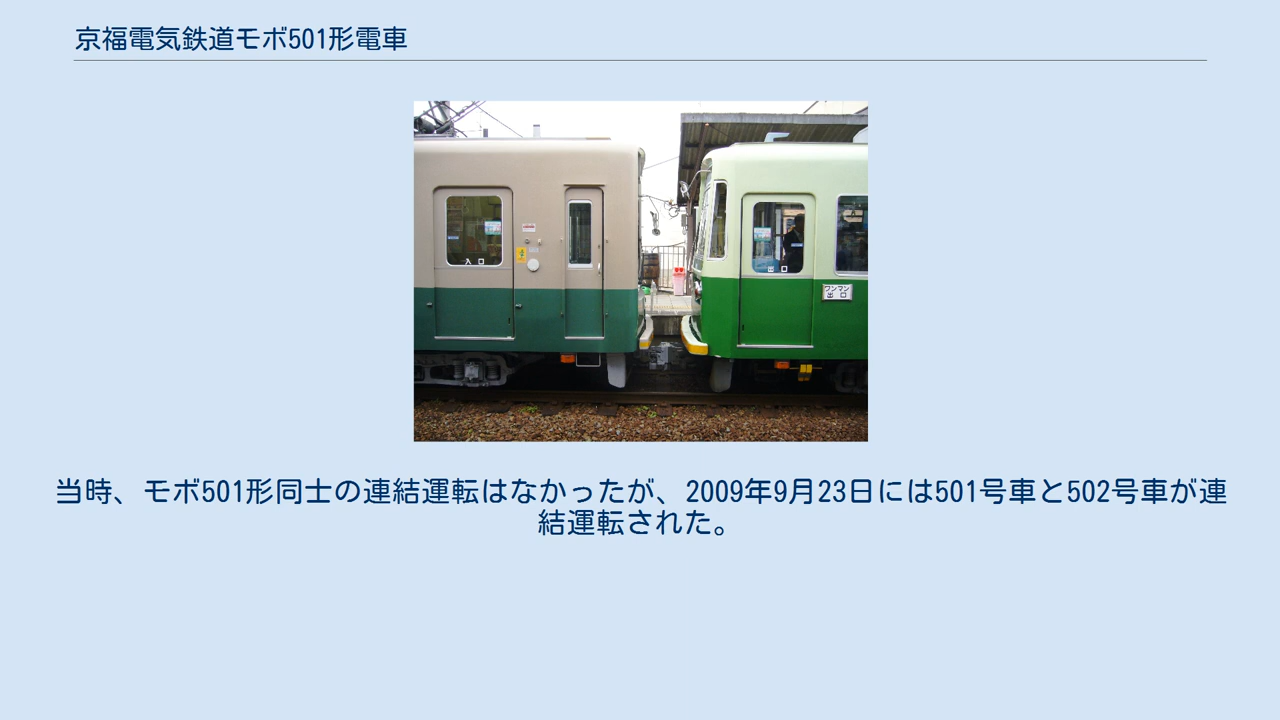 京福電気鉄道モボ501形電車
入 口
出 口
ワンマン
出 口
当時、モボ501形同士の連結運転はなかったが、2009年9月23日には501号車と502号車が連
結運転された。